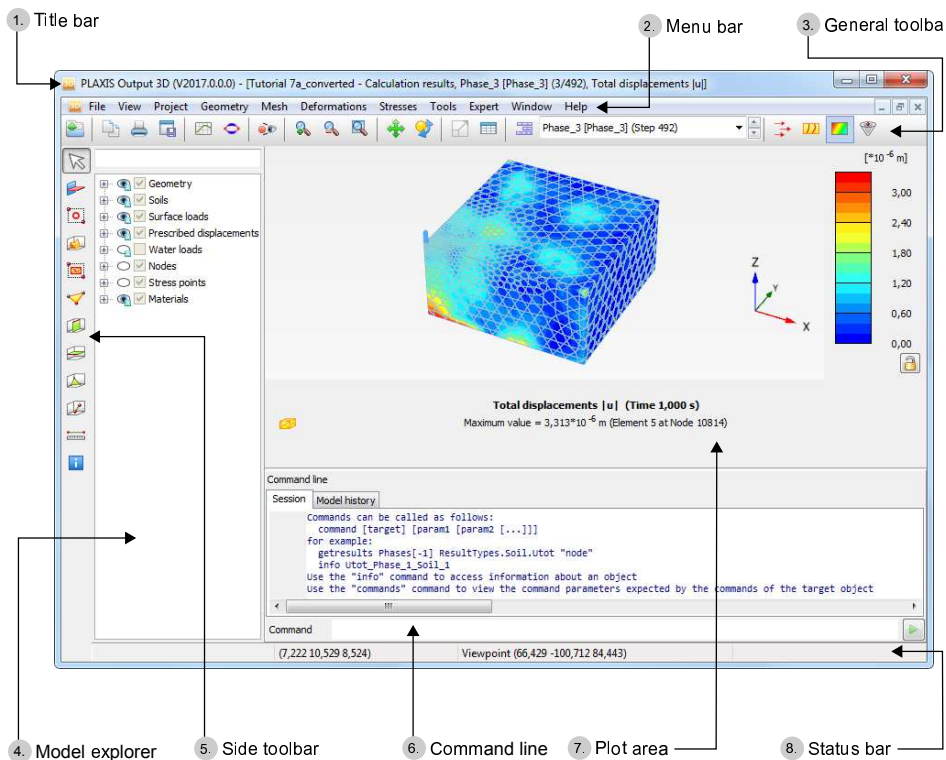 1. Title bar
2. Menu bar
3. General toolba
PLAXIS Output 3D (V2017.0.0.0) - [Tutorial 7a_converted - Calculation results, Phase_3 [Phase_3] (3/492), Total displacements |u|]
File View Project Geometry Mesh Deformations Stresses Tools Expert Window Help
Phase_3 [Phase_3] (Step 492)
Geometry
Soils
Surface loads
Prescribed displacements
Water loads
Nodes
Stress points
Materials
[*10 -6 m]
3,00
2,40
1,80
1,20
0,60
0,00
Z
Y
X
Total displacements |u| (Time 1,000 s)
Maximum value = 3,313*10 -6 m (Element 5 at Node 10814)
Command line
Session Model history
Commands can be called as follows:
command [target] [param1 [param2 [...]]]
for example:
getresults Phases[-1] ResultTypes.Soil.Utot "node"
info Utot_Phase_1_Soil_1
Use the "info" command to access information about an object
Use the "commands" command to view the command parameters expected by the commands of the target object
Command
(7,222 10,529 8,524)
Viewpoint (66,429 -100,712 84,443)
4. Model explorer
5. Side toolbar
6. Command line
7. Plot area
8. Status bar